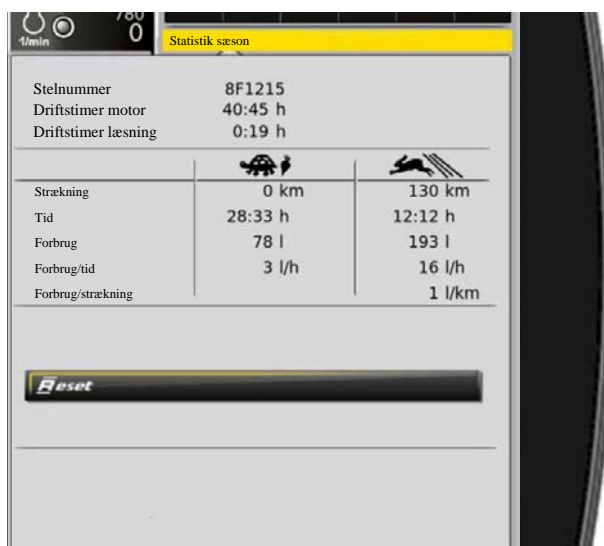 780
1/min 0
Statistik sæson
Stelnummer 8F1215
Driftstimer motor 40:45 h
Driftstimer læsning 0:19 h
Strækning 0 km 130 km
Tid 28:33 h 12:12 h
Forbrug 78 l 193 l
Forbrug/tid 3 l/h 16 l/h
Forbrug/strækning 1 l/km
Reset